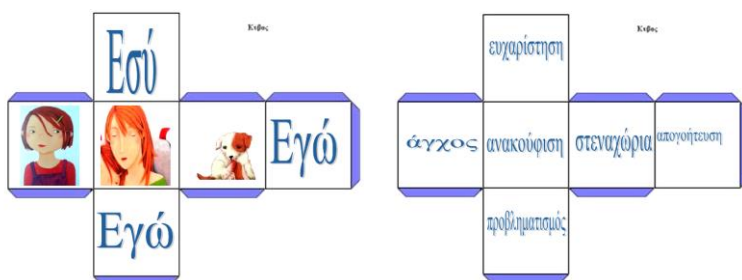 Εσύ
Κύβος
Εγώ
Εγώ
ευχαρίστηση
Κύβος
άγχος
ανακούφιση
στεναχώρια
απογοήτευση
προβληματισμός